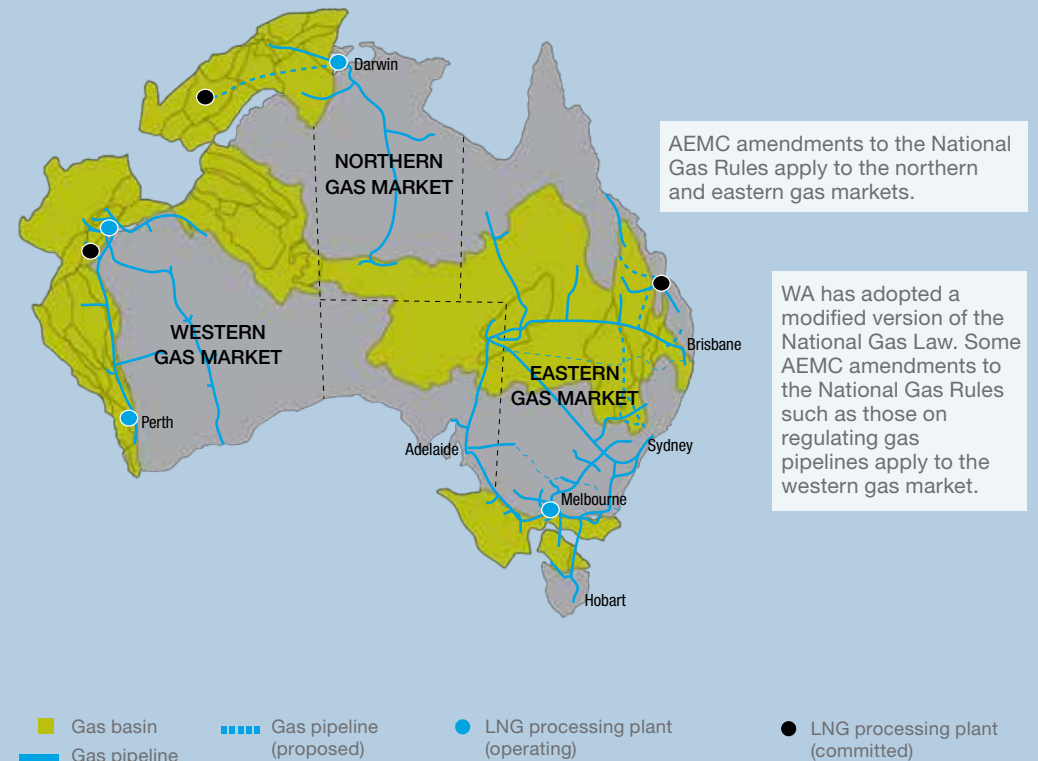 Darwin
NORTHERN
GAS MARKET
AEMC amendments to the National
Gas Rules apply to the northern
and eastern gas markets.
WA has adopted a
modified version of the
National Gas Law. Some
AEMC amendments to
the National Gas Rules
such as those on
regulating gas
pipelines apply to the
western gas market.
WESTERN
GAS MARKET
Brisbane
EASTERN
GAS MARKET
Perth
Adelaide
Sydney
Melbourne
Hobart
Gas basin
Gas pipeline
Gas pipeline
(proposed)
LNG processing plant
(operating)
LNG processing plant
(committed)